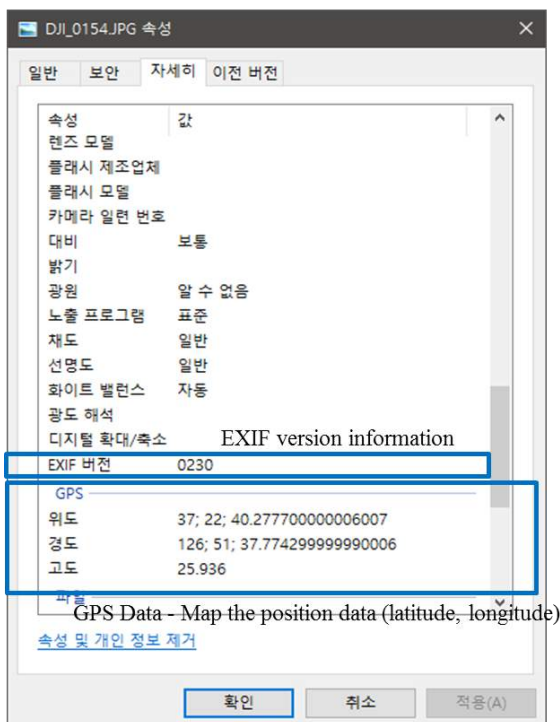 DJI_0154.JPG 속성
일반 보안 자세히 이전 버전
속성 값
렌즈 모델
플래시 제조업체
플래시 모델
카메라 일련 번호
대비 보통
밝기
광원 알 수 없음
노출 프로그램 표준
채도 일반
선명도 일반
화이트 밸런스 자동
광도 해석
디지털 확대/축소
EXIF version information
EXIF 버전 0230
GPS
위도 37; 22; 40.277700000006007
경도 126; 51; 37.774299999990006
고도 25.936
파일
GPS Data - Map the position data (latitude, longitude)
속성 및 개인 정보 제거
확인 취소 적용(A)